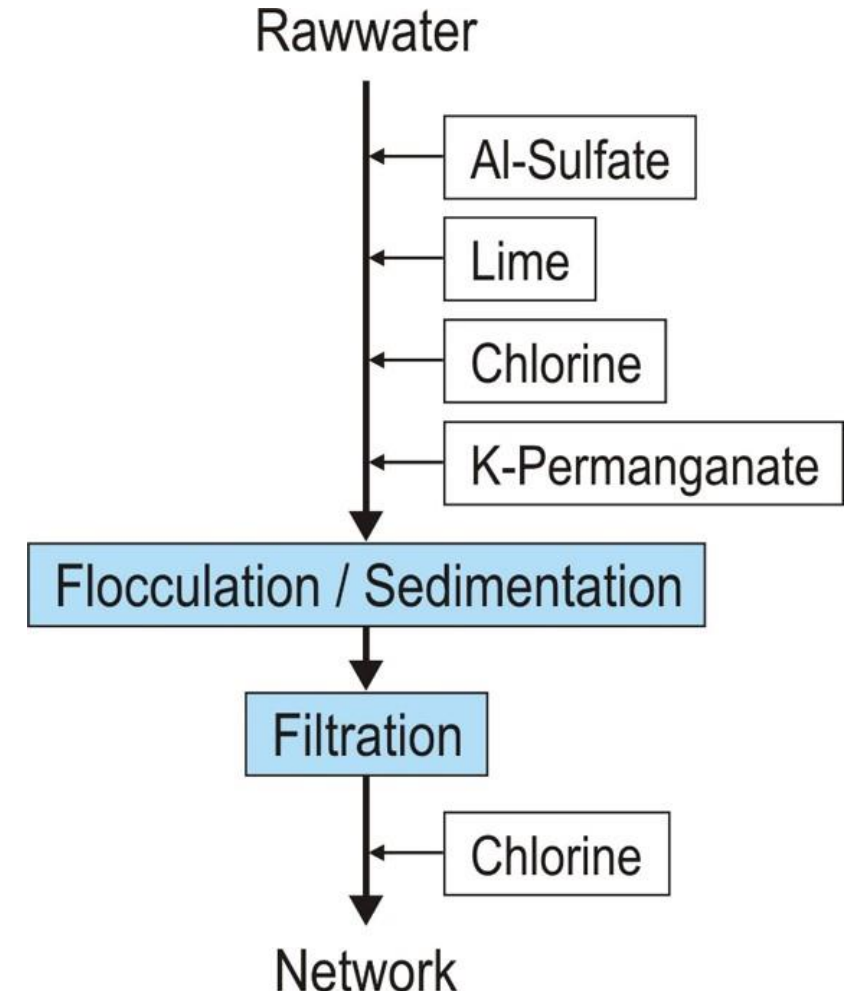 Rawwater
Al-Sulfate
Lime
Chlorine
K-Permanganate
Flocculation / Sedimentation
Filtration
Chlorine
Network